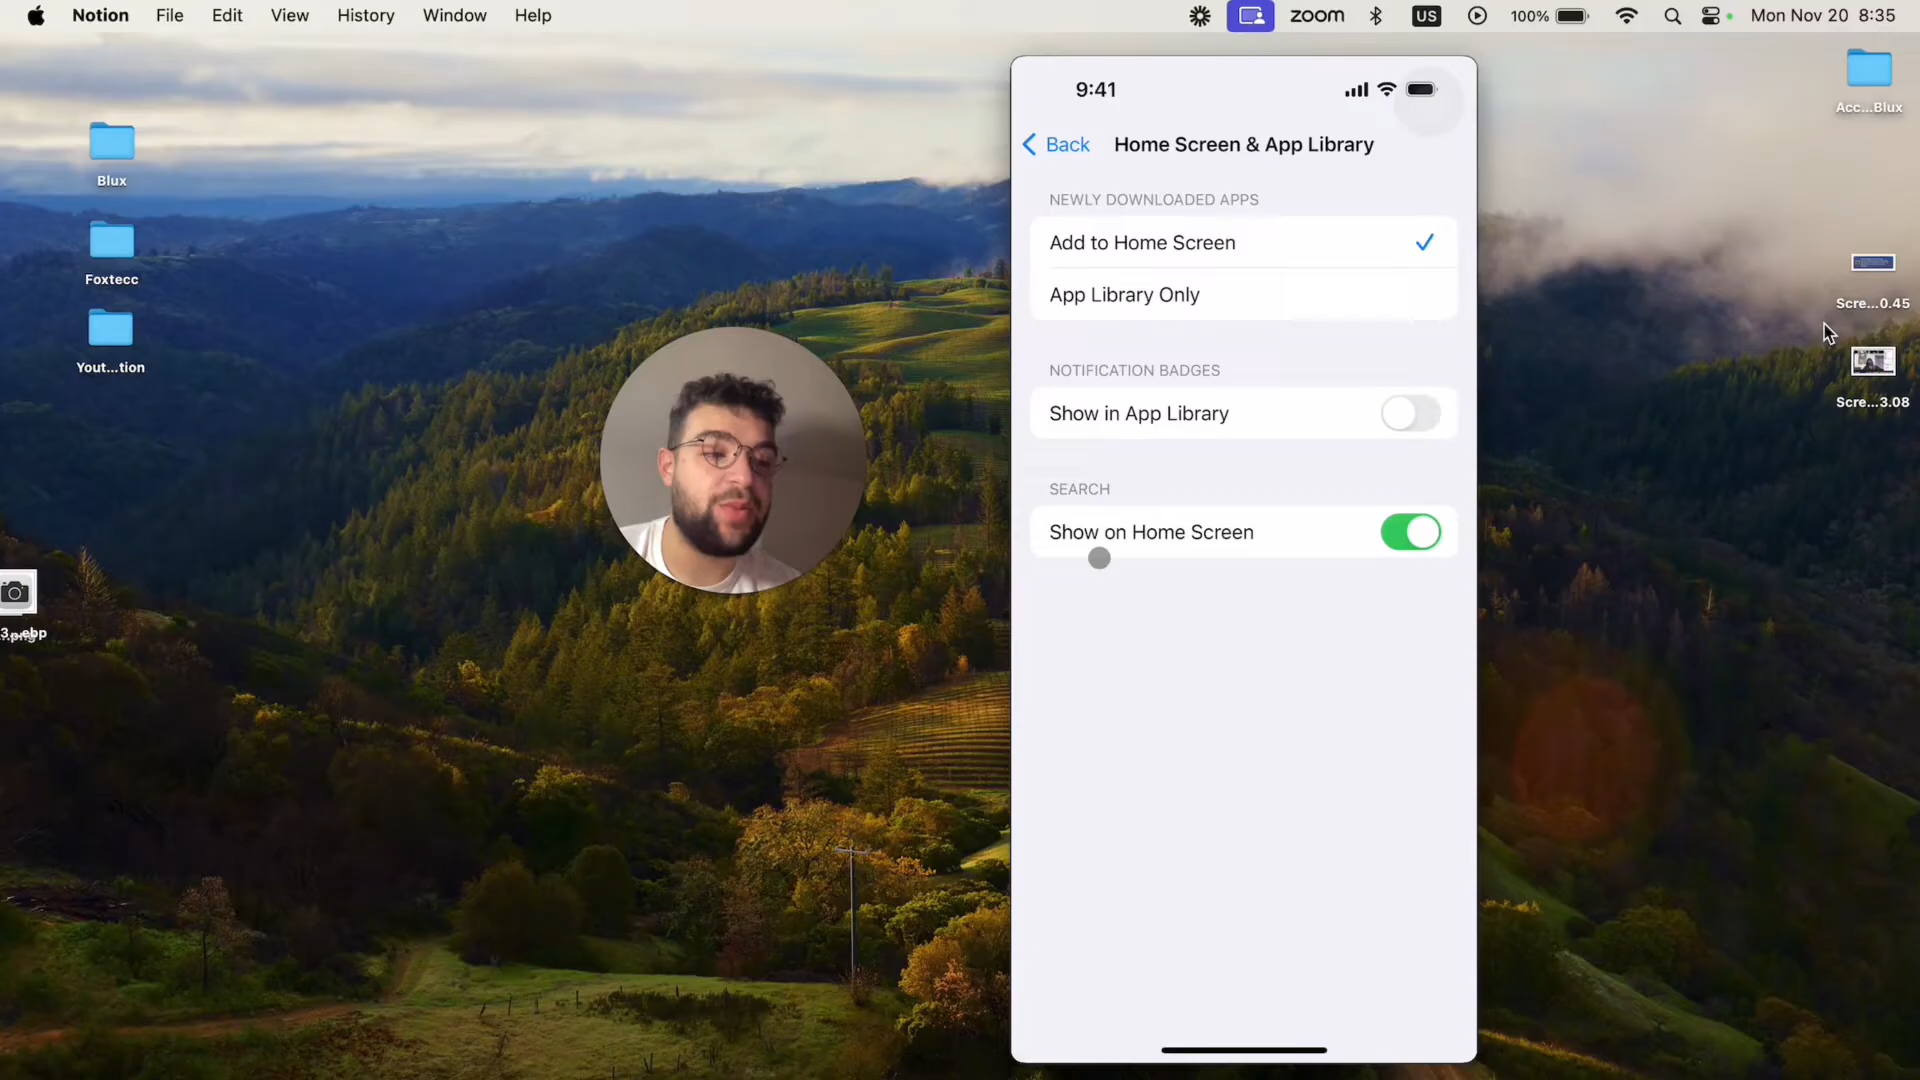 Notion File Edit View History Window Help
zoom US 100% Mon Nov 20 8:35
Blux
Foxtecc
Yout...tion
Acc...Blux
Scre...0.45
Scre...3.08
9:41
Back Home Screen & App Library
NEWLY DOWNLOADED APPS
Add to Home Screen
App Library Only
NOTIFICATION BADGES
Show in App Library
SEARCH
Show on Home Screen